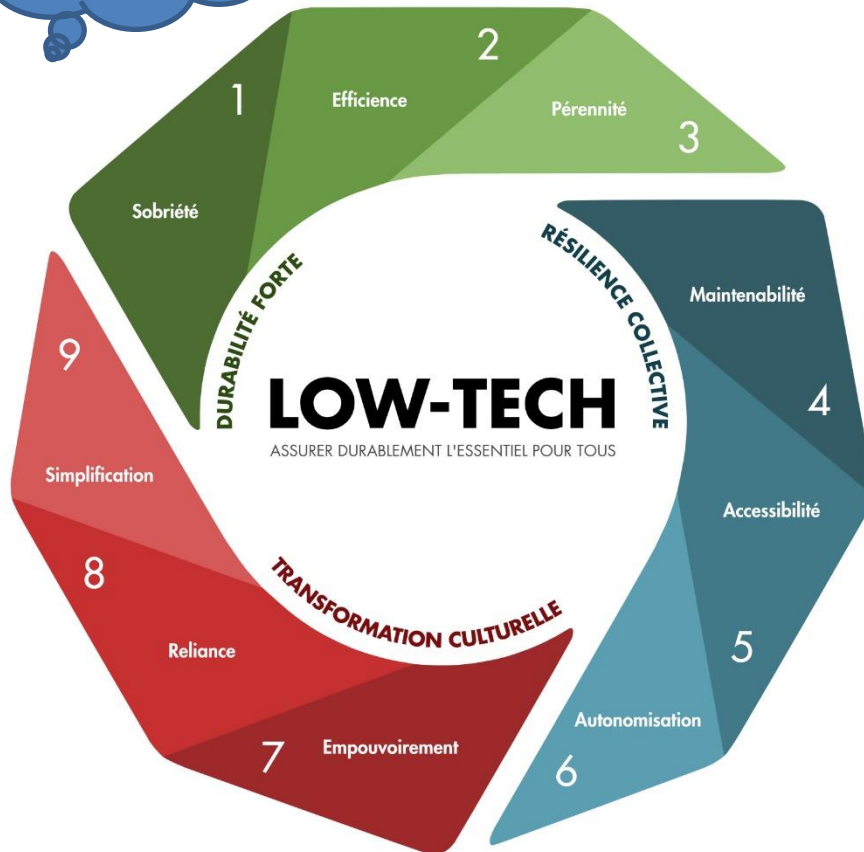 1
Sobriété
2
Efficience
3
Pérennité
4
Maintenabilité
5
Accessibilité
6
Autonomisation
7
Empouvoirement
8
Reliance
9
Simplification
DURABILITÉ FORTE
RÉSILIENCE COLLECTIVE
TRANSFORMATION CULTURELLE
LOW-TECH
ASSURER DURABLEMENT L'ESSENTIEL POUR TOUS